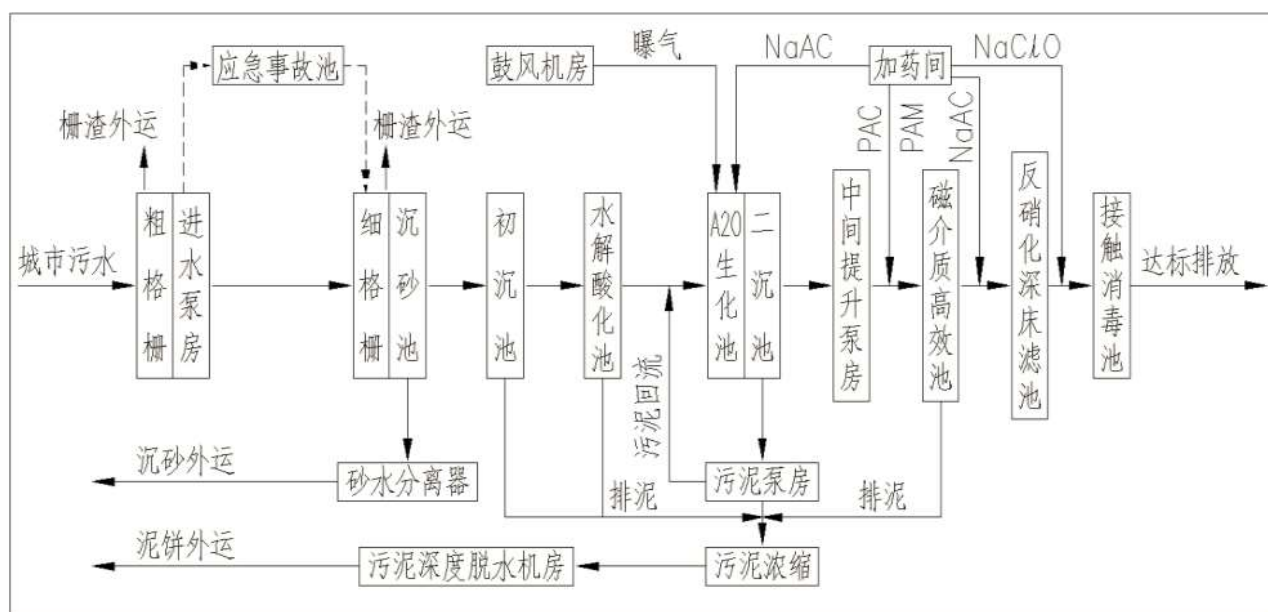 应急事故池
鼓风机房
曝气
NaAC
加药间
NaClO
栅渣外运
栅渣外运
PAC
PAM
NaAC
城市污水
粗格栅
进水泵房
细格栅
沉砂池
初沉池
水解酸化池
A2O生化池
二沉池
中间提升泵房
磁介质高效池
反硝化深床滤池
接触消毒池
达标排放
污泥回流
沉砂外运
砂水分离器
排泥
污泥泵房
排泥
泥饼外运
污泥深度脱水机房
污泥浓缩